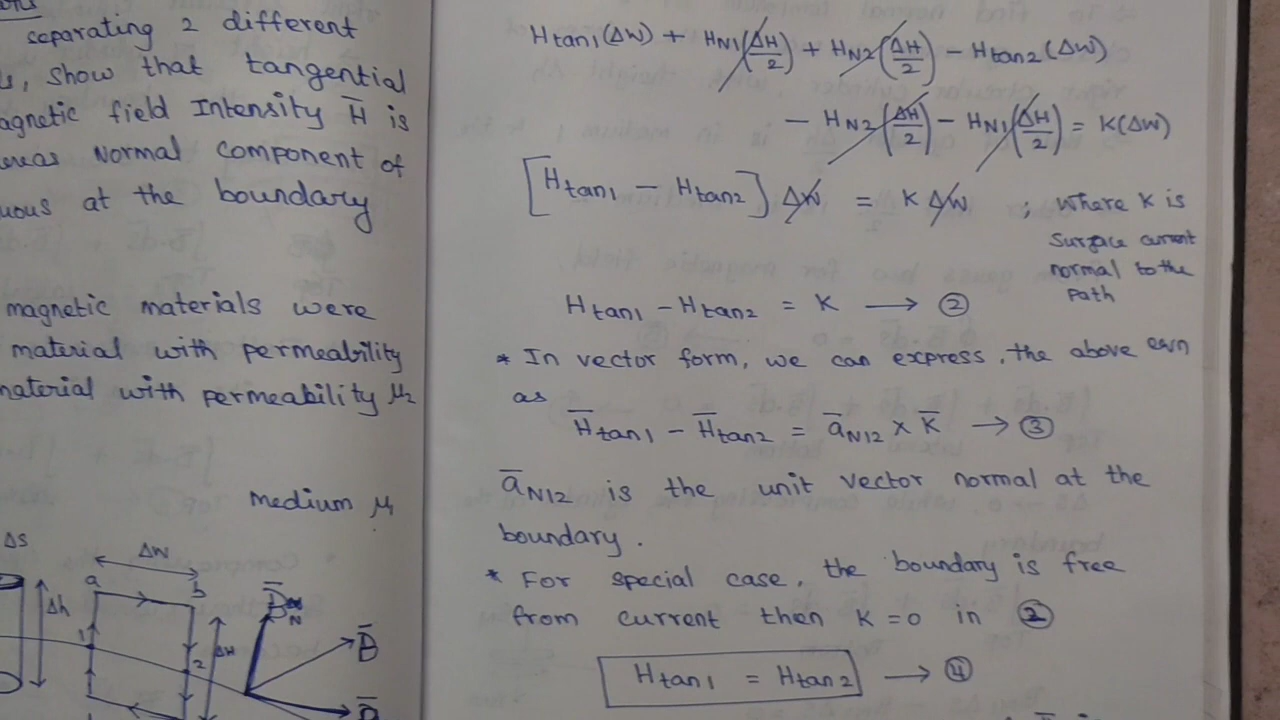 separating 2 different
show that tangential
magnetic field Intensity H̅ is
Normal component of
at the boundary
magnetic materials were
material with permeability
material with permeability μ2
medium μ1
ΔS
ΔW
a
b
Δh
1
2
ΔH
B̅N
B̅
Htan1(ΔW) + HN1(ΔH/2) + HN2(ΔH/2) - Htan2(ΔW)
- HN2(ΔH/2) - HN1(ΔH/2) = K(ΔW)
[Htan1 - Htan2] ΔW = K ΔW ; where K is
Surface current
normal to the
path
Htan1 - Htan2 = K → ②
* In vector form, we can express, the above eqn
as
H̅tan1 - H̅tan2 = a̅N12 × K̅ → ③
a̅N12 is the unit vector normal at the
boundary.
* For special case, the boundary is free
from current then K = 0 in ②
Htan1 = Htan2 → ④